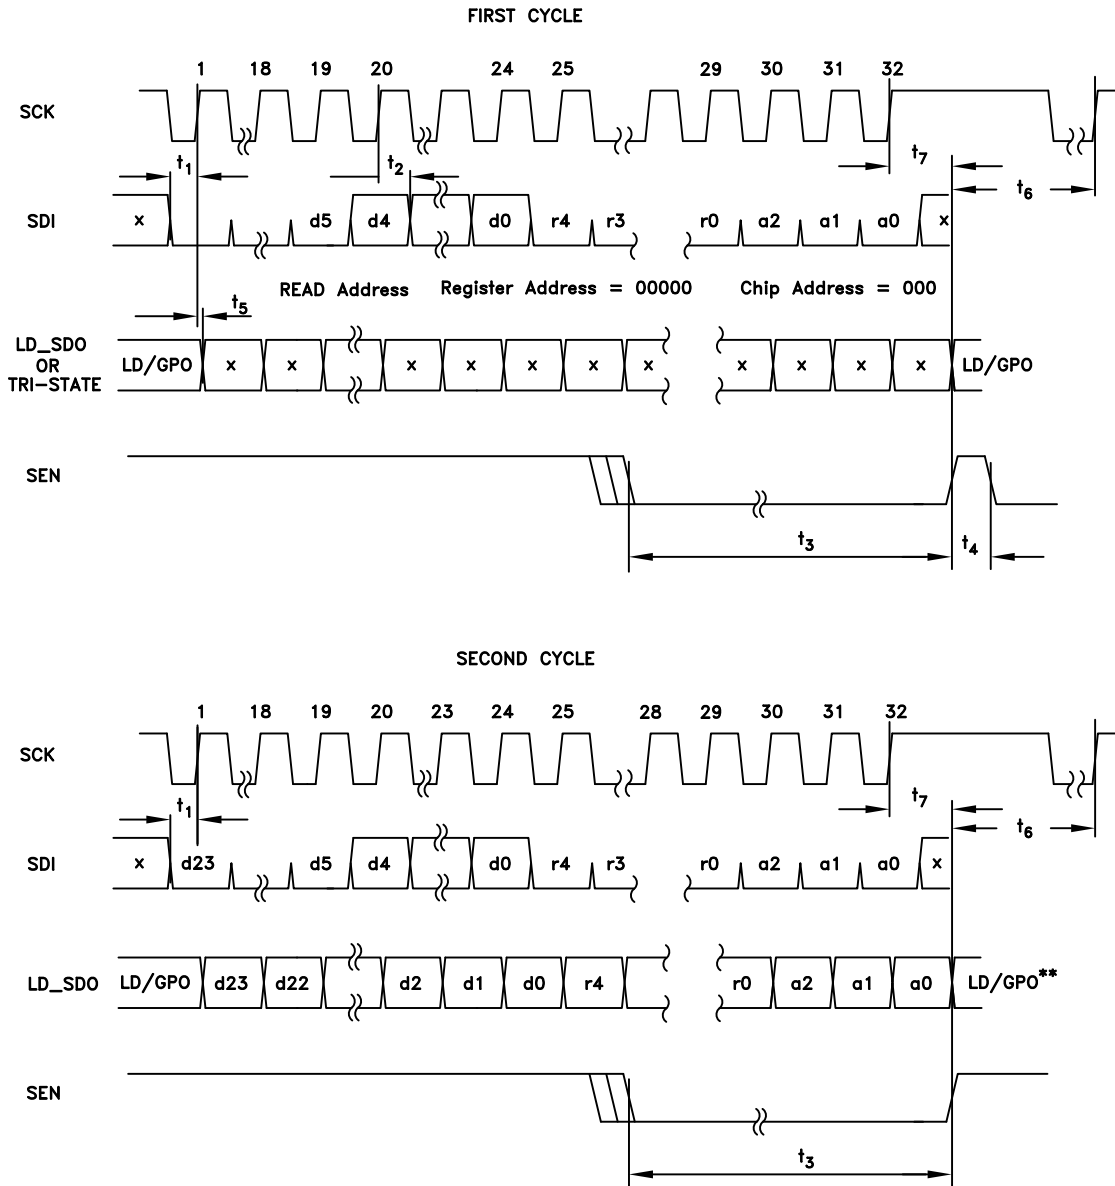 FIRST CYCLE
1 18 19 20 24 25 29 30 31 32
SCK
t1 t2 t7
t6
SDI x d5 d4 d0 r4 r3 r0 a2 a1 a0 x
READ Address Register Address = 00000 Chip Address = 000
t5
LD_SDO
OR
TRI-STATE
LD/GPO x x x x x x x x x x x LD/GPO
SEN
t3 t4
SECOND CYCLE
1 18 19 20 23 24 25 28 29 30 31 32
SCK
t1 t7
t6
SDI x d23 d5 d4 d0 r4 r3 r0 a2 a1 a0 x
LD_SDO LD/GPO d23 d22 d2 d1 d0 r4 r0 a2 a1 a0 LD/GPO**
SEN
t3